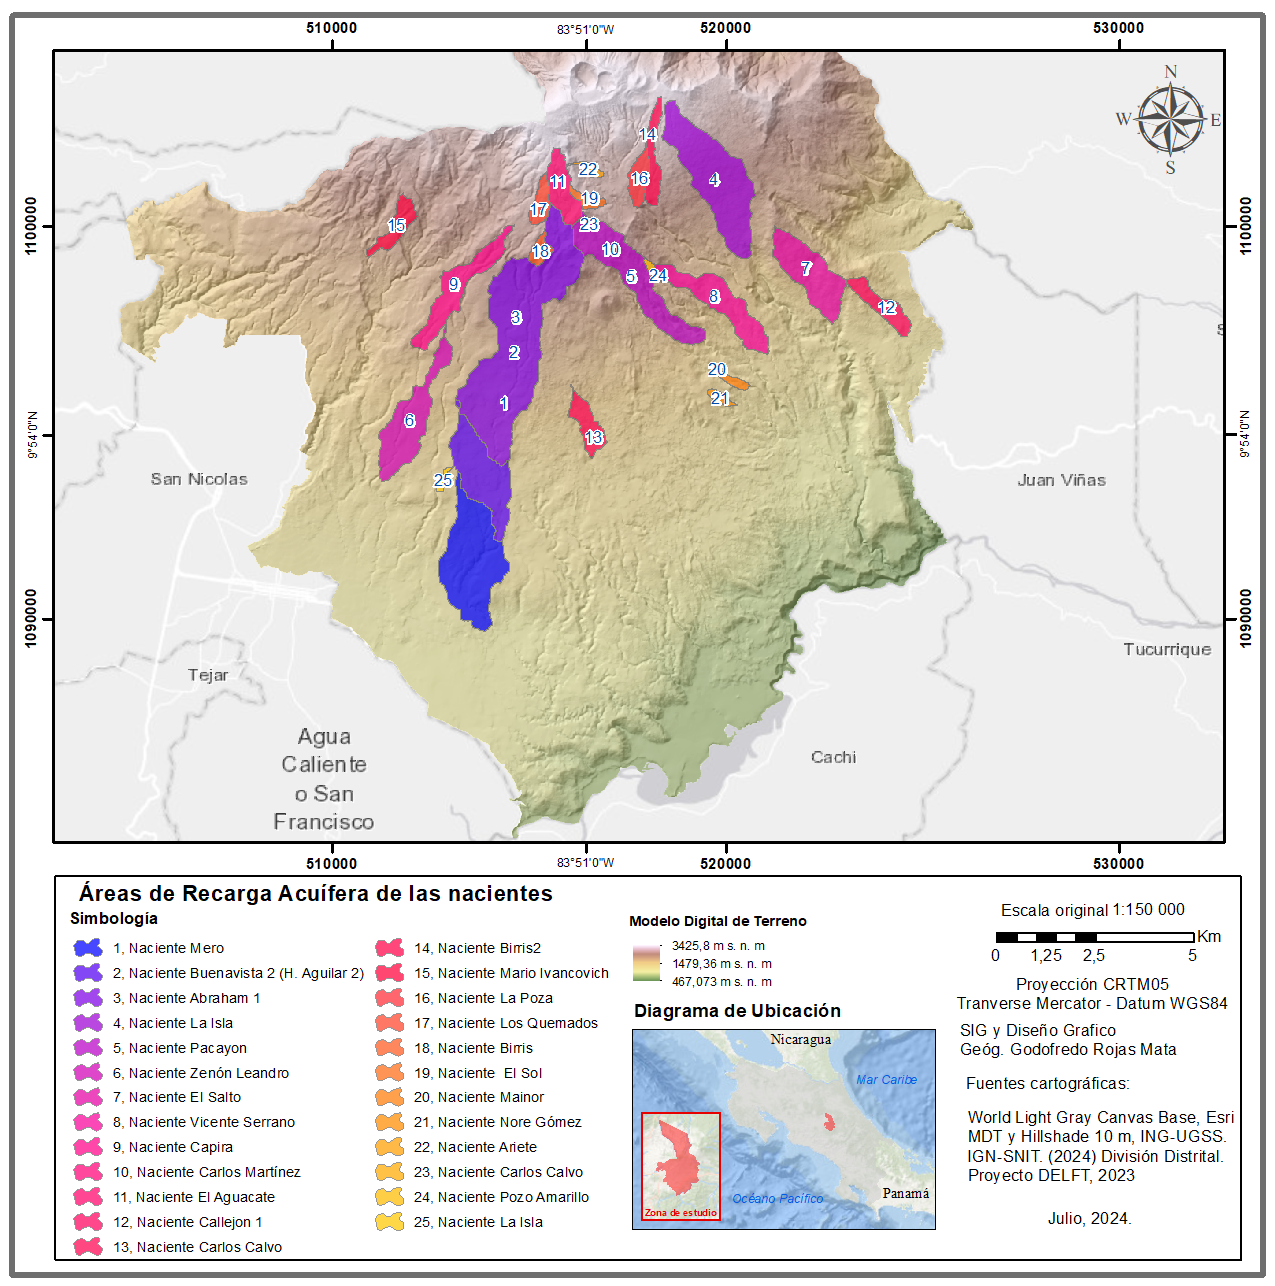 510000
83°51'0"W
520000
530000
N
W
E
S
1100000
1100000
14
22
16
4
11
19
17
15
23
18
10
7
5
24
9
8
12
3
2
20
21
1
6
13
25
9°54'0"N
9°54'0"N
San Nicolas
Juan Viñas
1090000
1090000
Tucurrique
Tejar
Agua
Caliente
o San
Francisco
Cachi
510000
83°51'0"W
520000
530000
Áreas de Recarga Acuífera de las nacientes
Simbología
1, Naciente Mero
2, Naciente Buenavista 2 (H. Aguilar 2)
3, Naciente Abraham 1
4, Naciente La Isla
5, Naciente Pacayon
6, Naciente Zenón Leandro
7, Naciente El Salto
8, Naciente Vicente Serrano
9, Naciente Capira
10, Naciente Carlos Martínez
11, Naciente El Aguacate
12, Naciente Callejon 1
13, Naciente Carlos Calvo
14, Naciente Birris2
15, Naciente Mario Ivancovich
16, Naciente La Poza
17, Naciente Los Quemados
18, Naciente Birris
19, Naciente El Sol
20, Naciente Mainor
21, Naciente Nore Gómez
22, Naciente Ariete
23, Naciente Carlos Calvo
24, Naciente Pozo Amarillo
25, Naciente La Isla
Modelo Digital de Terreno
3425,8 m s. n. m
1479,36 m s. n. m
467,073 m s. n. m
Diagrama de Ubicación
Nicaragua
Mar Caribe
Océano Pacífico
Panamá
Zona de estudio
Escala original 1:150 000
Km
0 1,25 2,5 5
Proyección CRTM05
Tranverse Mercator - Datum WGS84
SIG y Diseño Grafico
Geóg. Godofredo Rojas Mata
Fuentes cartográficas:
World Light Gray Canvas Base, Esri
MDT y Hillshade 10 m, ING-UGSS.
IGN-SNIT. (2024) División Distrital.
Proyecto DELFT, 2023
Julio, 2024.